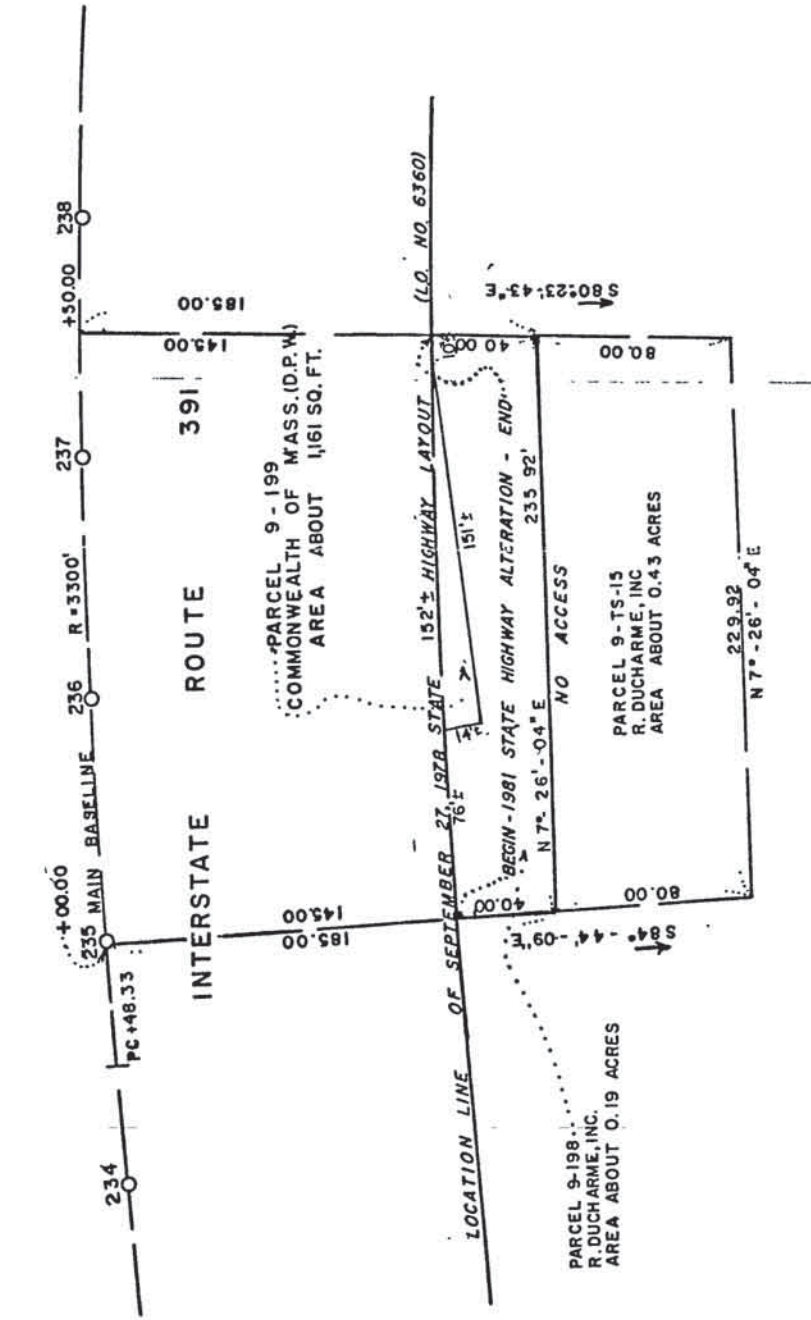 234
PC +48.33
235
+00.00
MAIN BASELINE
236
R = 3300'
237
+50.00
238
INTERSTATE ROUTE 391
145.00
185.00
145.00
185.00
PARCEL 9-199
COMMONWEALTH OF MASS. (D.P.W.)
AREA ABOUT 1,161 SQ. FT.
LOCATION LINE OF SEPTEMBER 27, 1978 STATE HIGHWAY LAYOUT (L.O. NO. 6360)
76'±
152'±
151'±
BEGIN - 1981 STATE HIGHWAY ALTERATION - END
40.00
40.00
N 7°- 26'-04" E
235.92'
NO ACCESS
S 84° - 44' - 09" E
S 80°23'-43" E
80.00
80.00
PARCEL 9-TS-15
R. DUCHARME, INC
AREA ABOUT 0.43 ACRES
229.92
N 7° - 26' - 04" E
PARCEL 9-198
R. DUCHARME, INC.
AREA ABOUT 0.19 ACRES